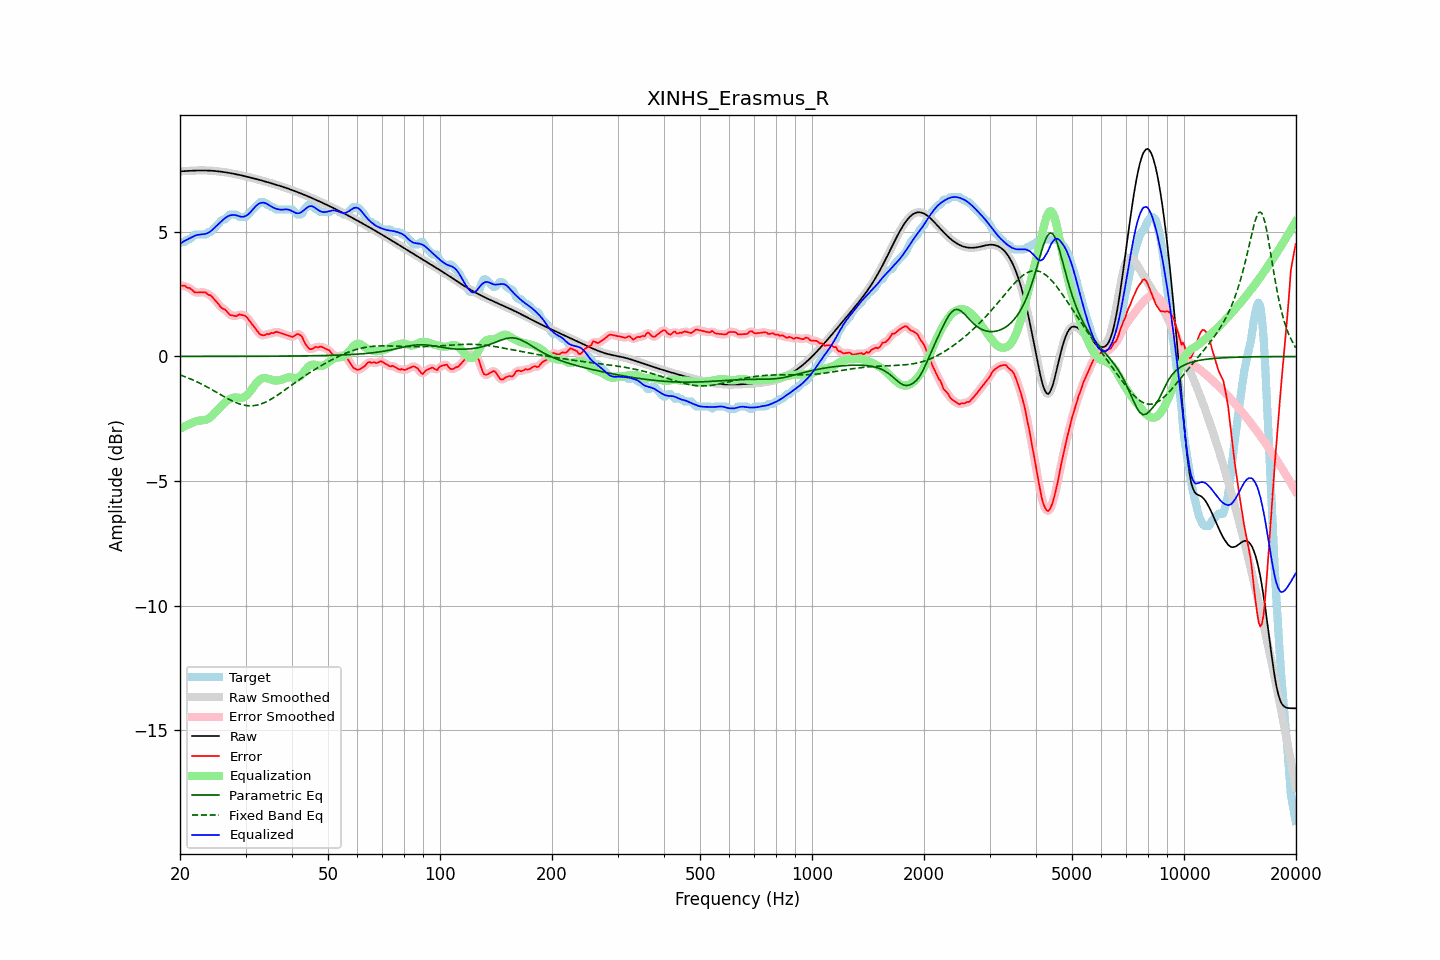 XINHS_Erasmus_R
Amplitude (dBr)
5
0
−5
−10
−15
Target
Raw Smoothed
Error Smoothed
Raw
Error
Equalization
Parametric Eq
Fixed Band Eq
Equalized
20
50
100
200
500
1000
2000
5000
10000
20000
Frequency (Hz)